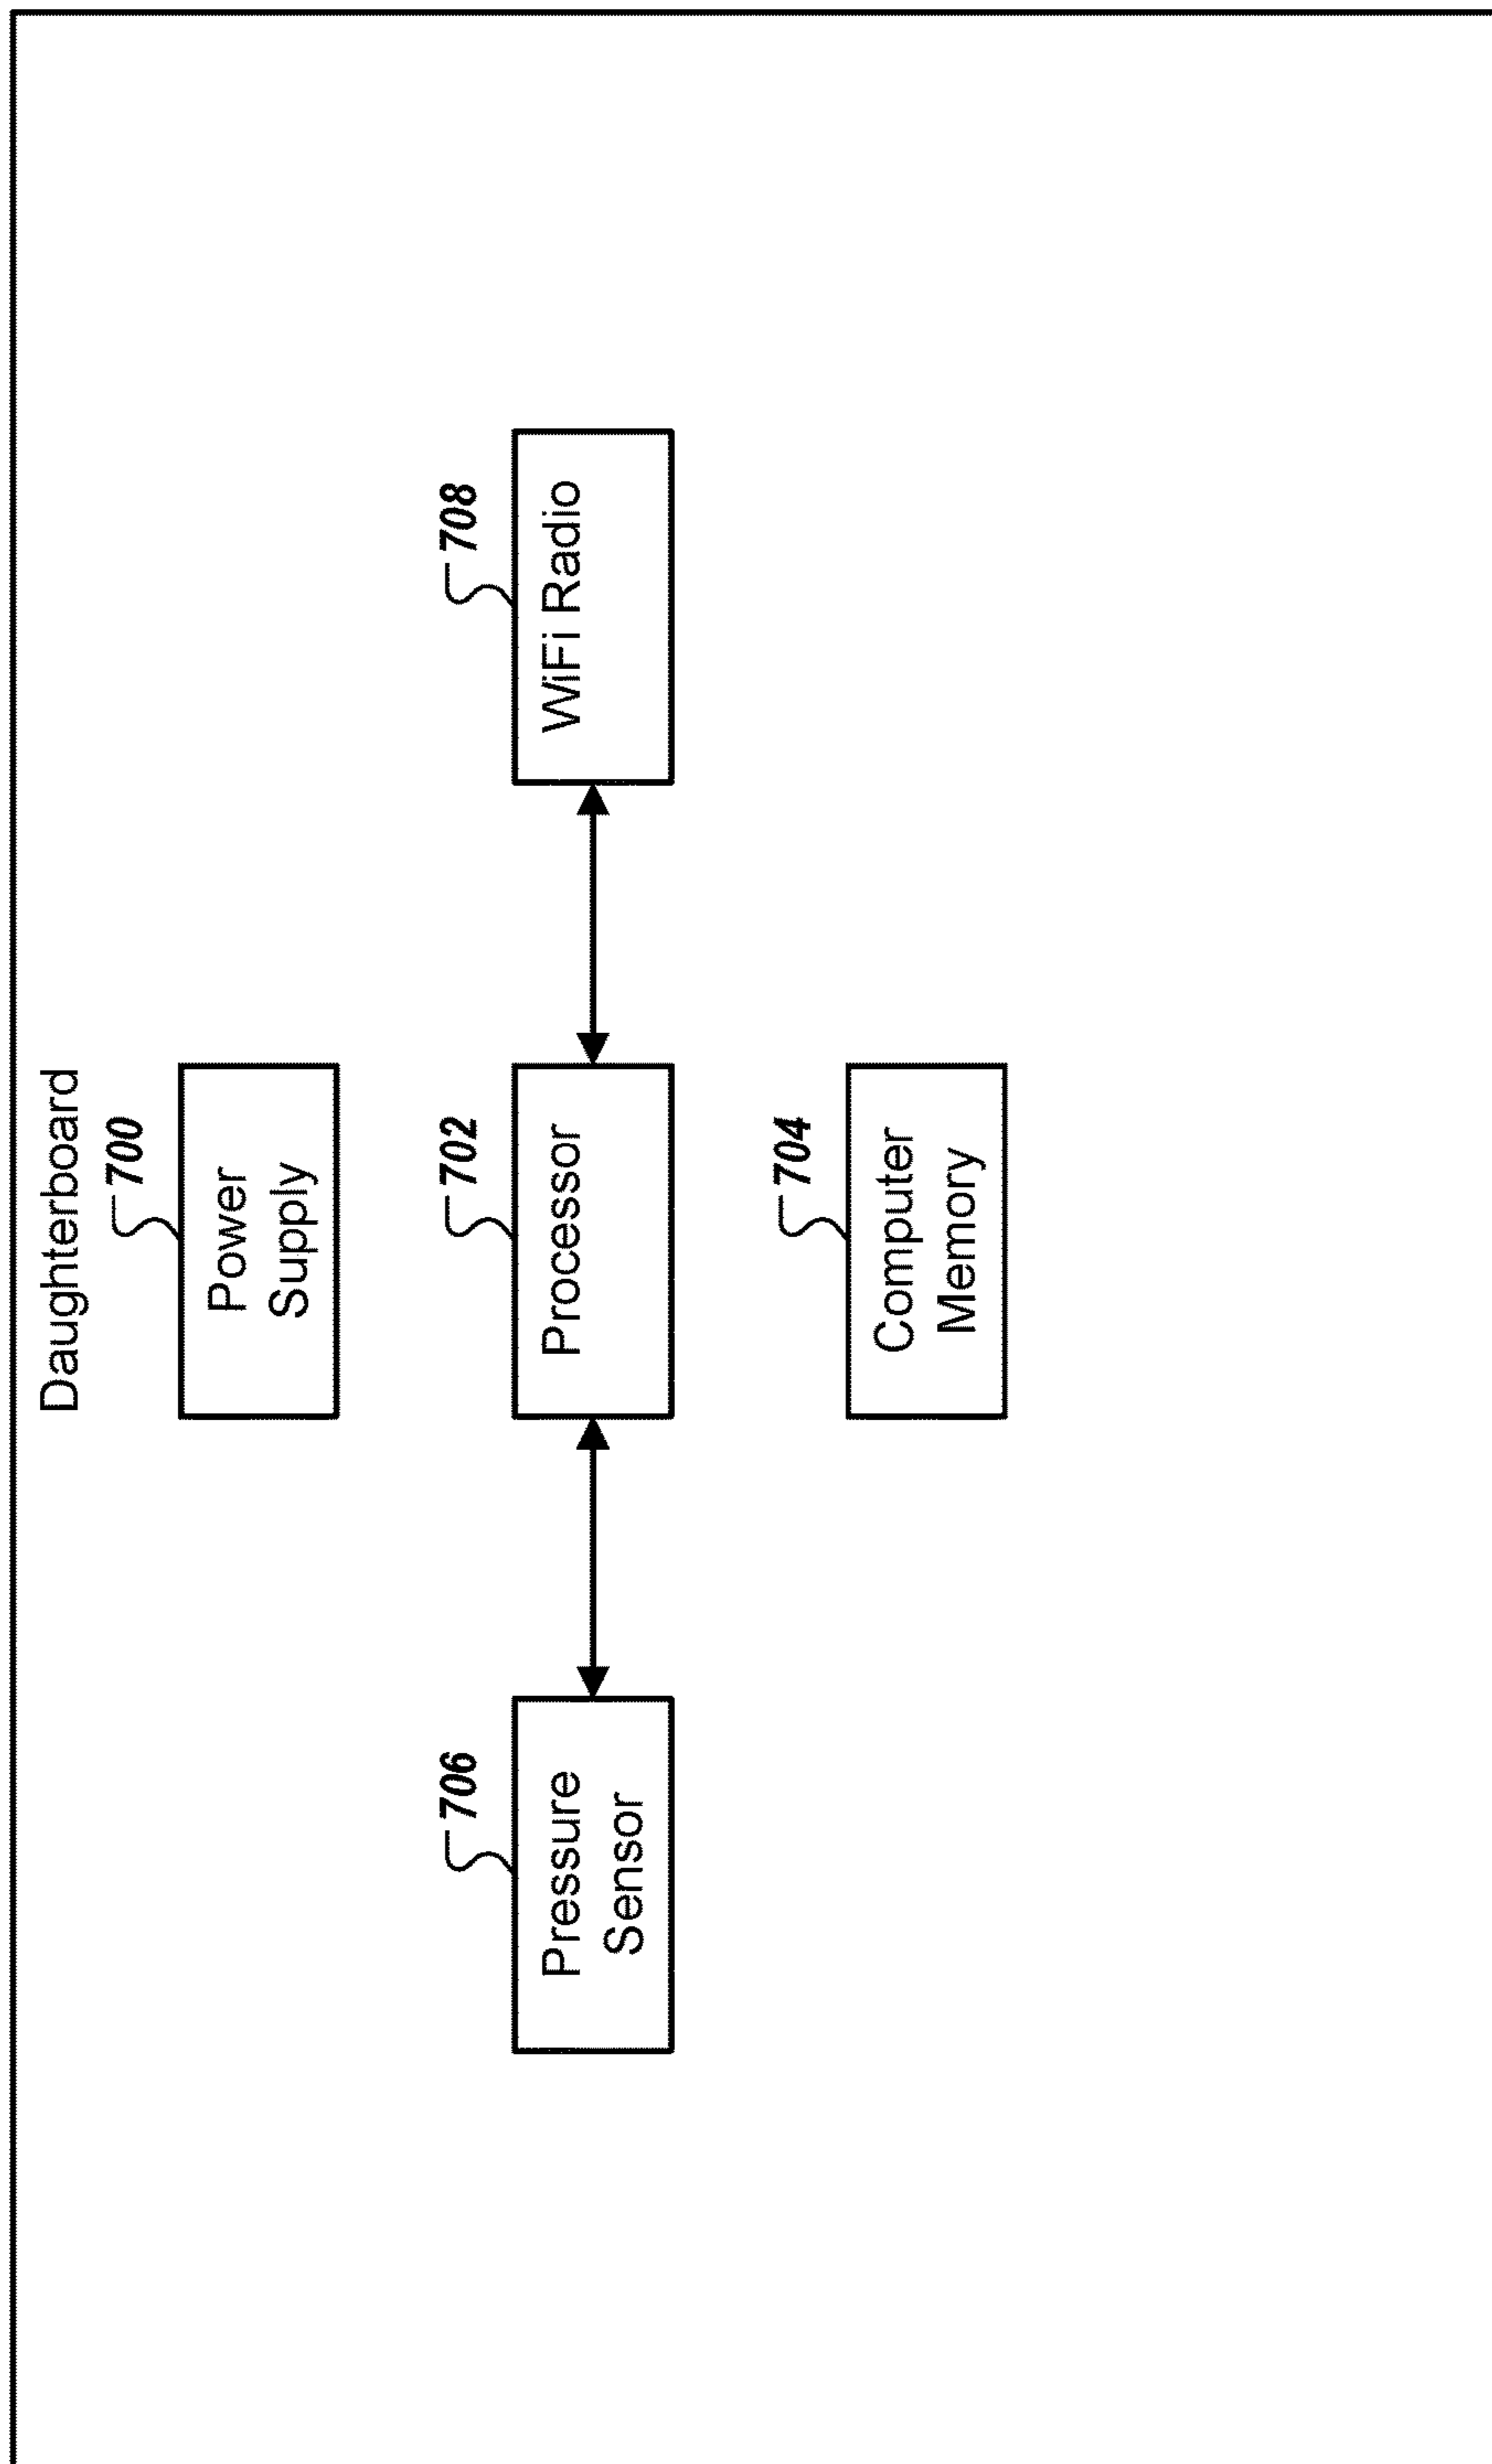 Daughterboard
700
Power
Supply
706
Pressure
Sensor
702
Processor
708
WiFi Radio
704
Computer
Memory